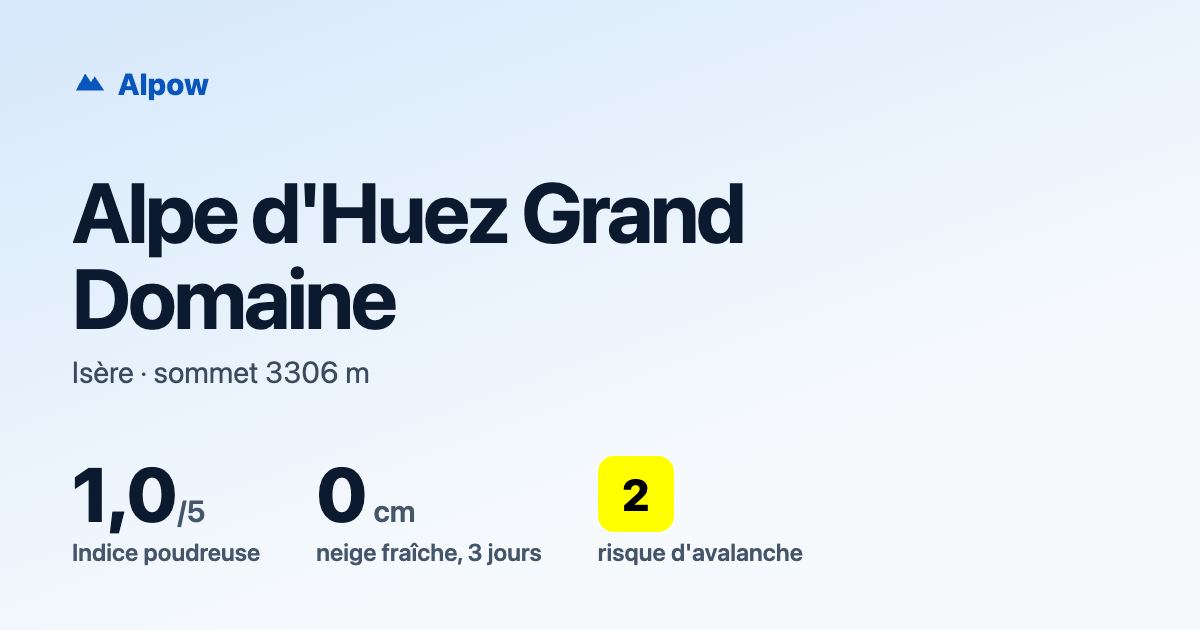 Alpow
Alpe d'Huez Grand
Domaine
Isère · sommet 3306 m
1,0/5
Indice poudreuse
0 cm
neige fraîche, 3 jours
2
risque d'avalanche